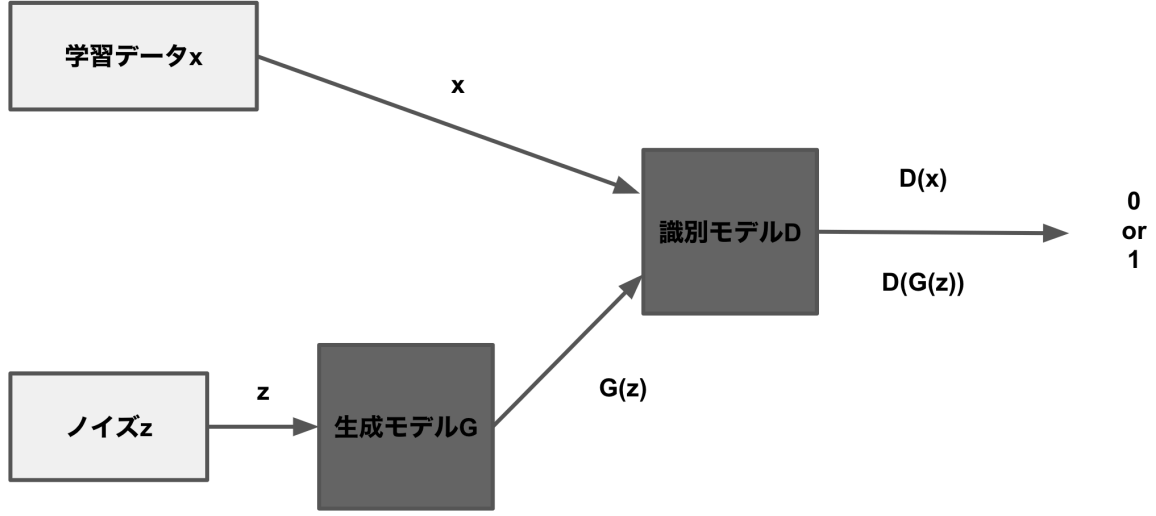 学習データx
x
識別モデルD
D(x)
D(G(z))
0
or
1
ノイズz
z
生成モデルG
G(z)